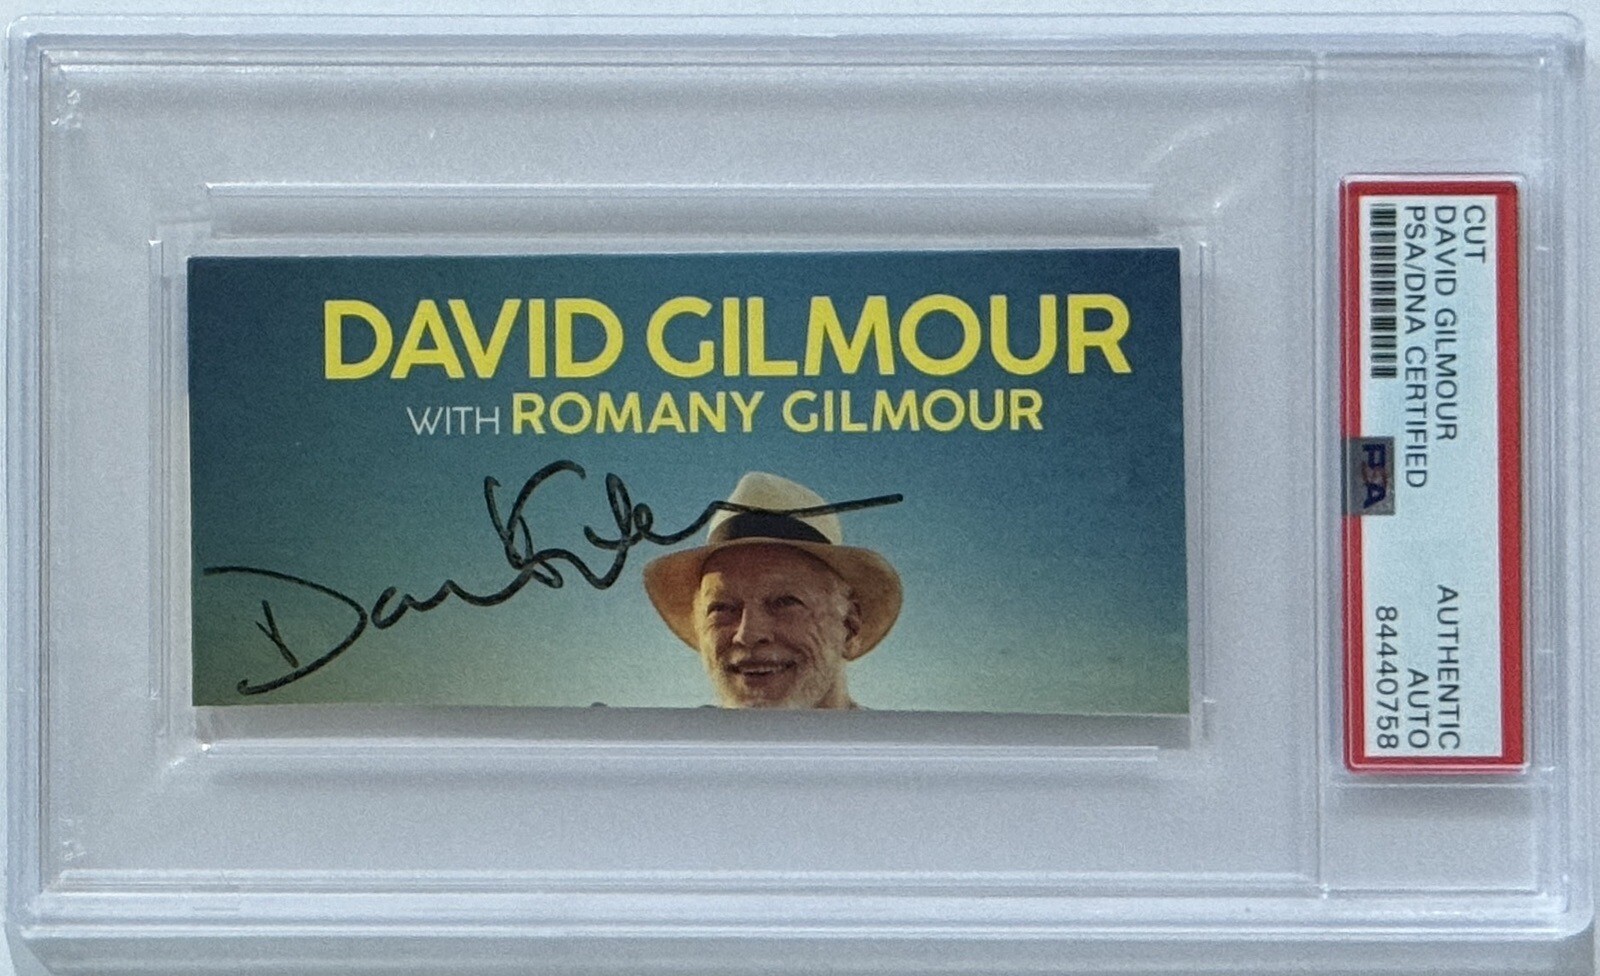 DAVID GILMOUR
WITH ROMANY GILMOUR
CUT
DAVID GILMOUR
PSA/DNA CERTIFIED
PSA
AUTHENTIC
AUTO
84440758